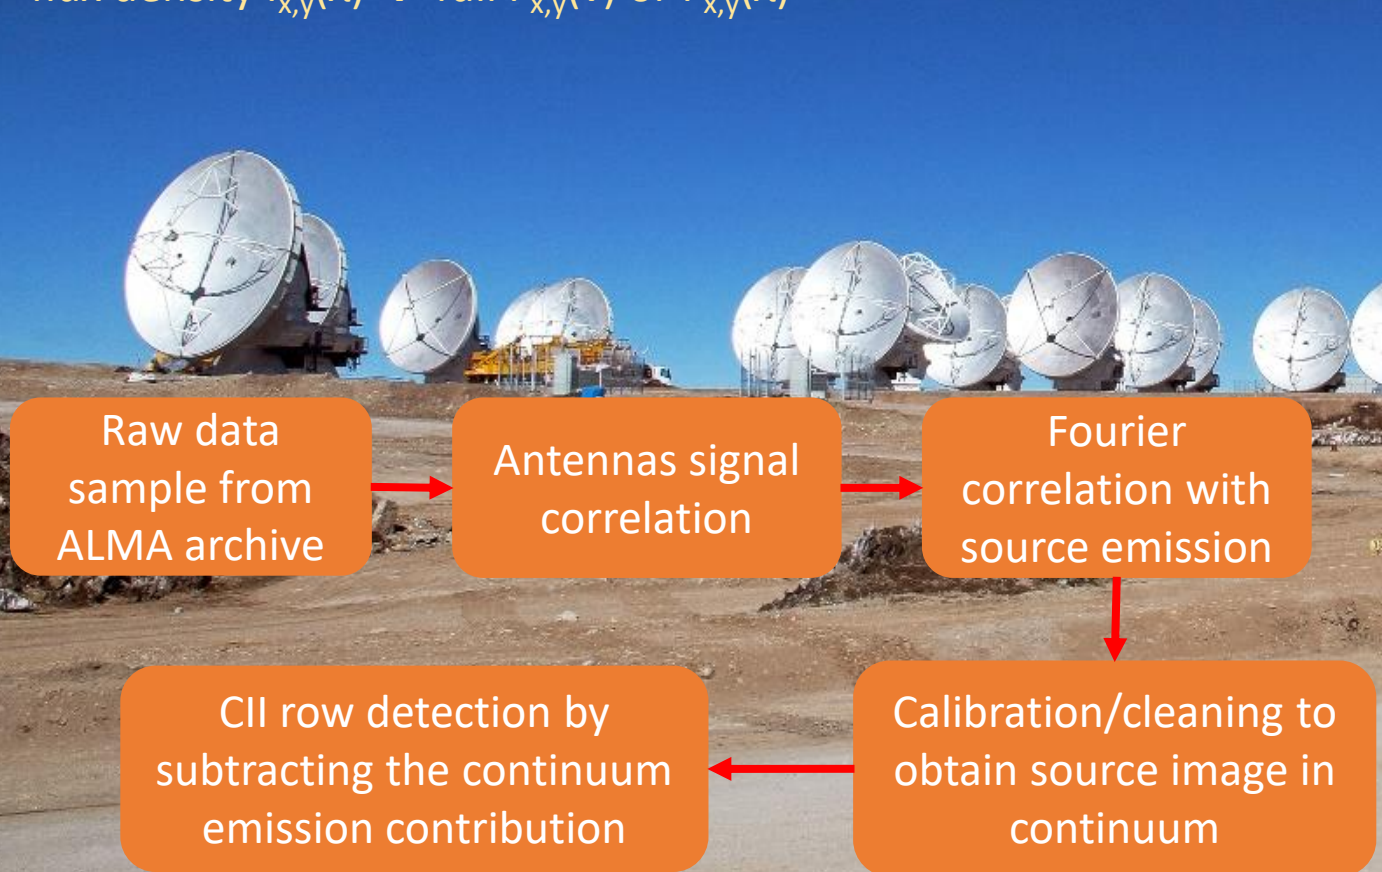 Raw data
sample from
ALMA archive
Antennas signal
correlation
Fourier
correlation with
source emission
Calibration/cleaning to
obtain source image in
continuum
CII row detection by
subtracting the continuum
emission contribution